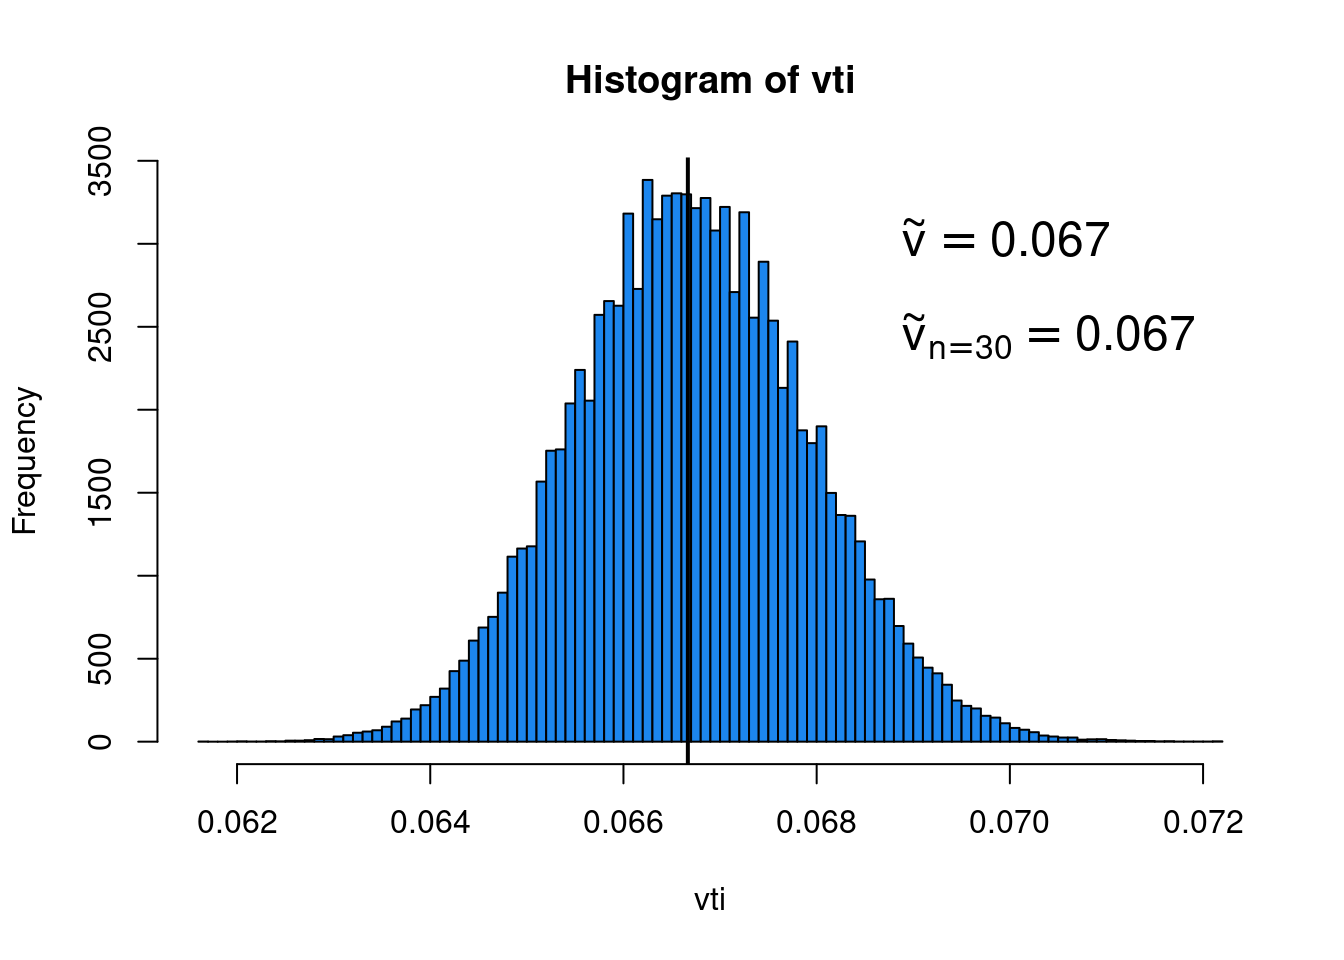 Histogram of vti
3500
2500
1500
500
0
Frequency
ṽ = 0.067
ṽn=30 = 0.067
0.062 0.064 0.066 0.068 0.070 0.072
vti